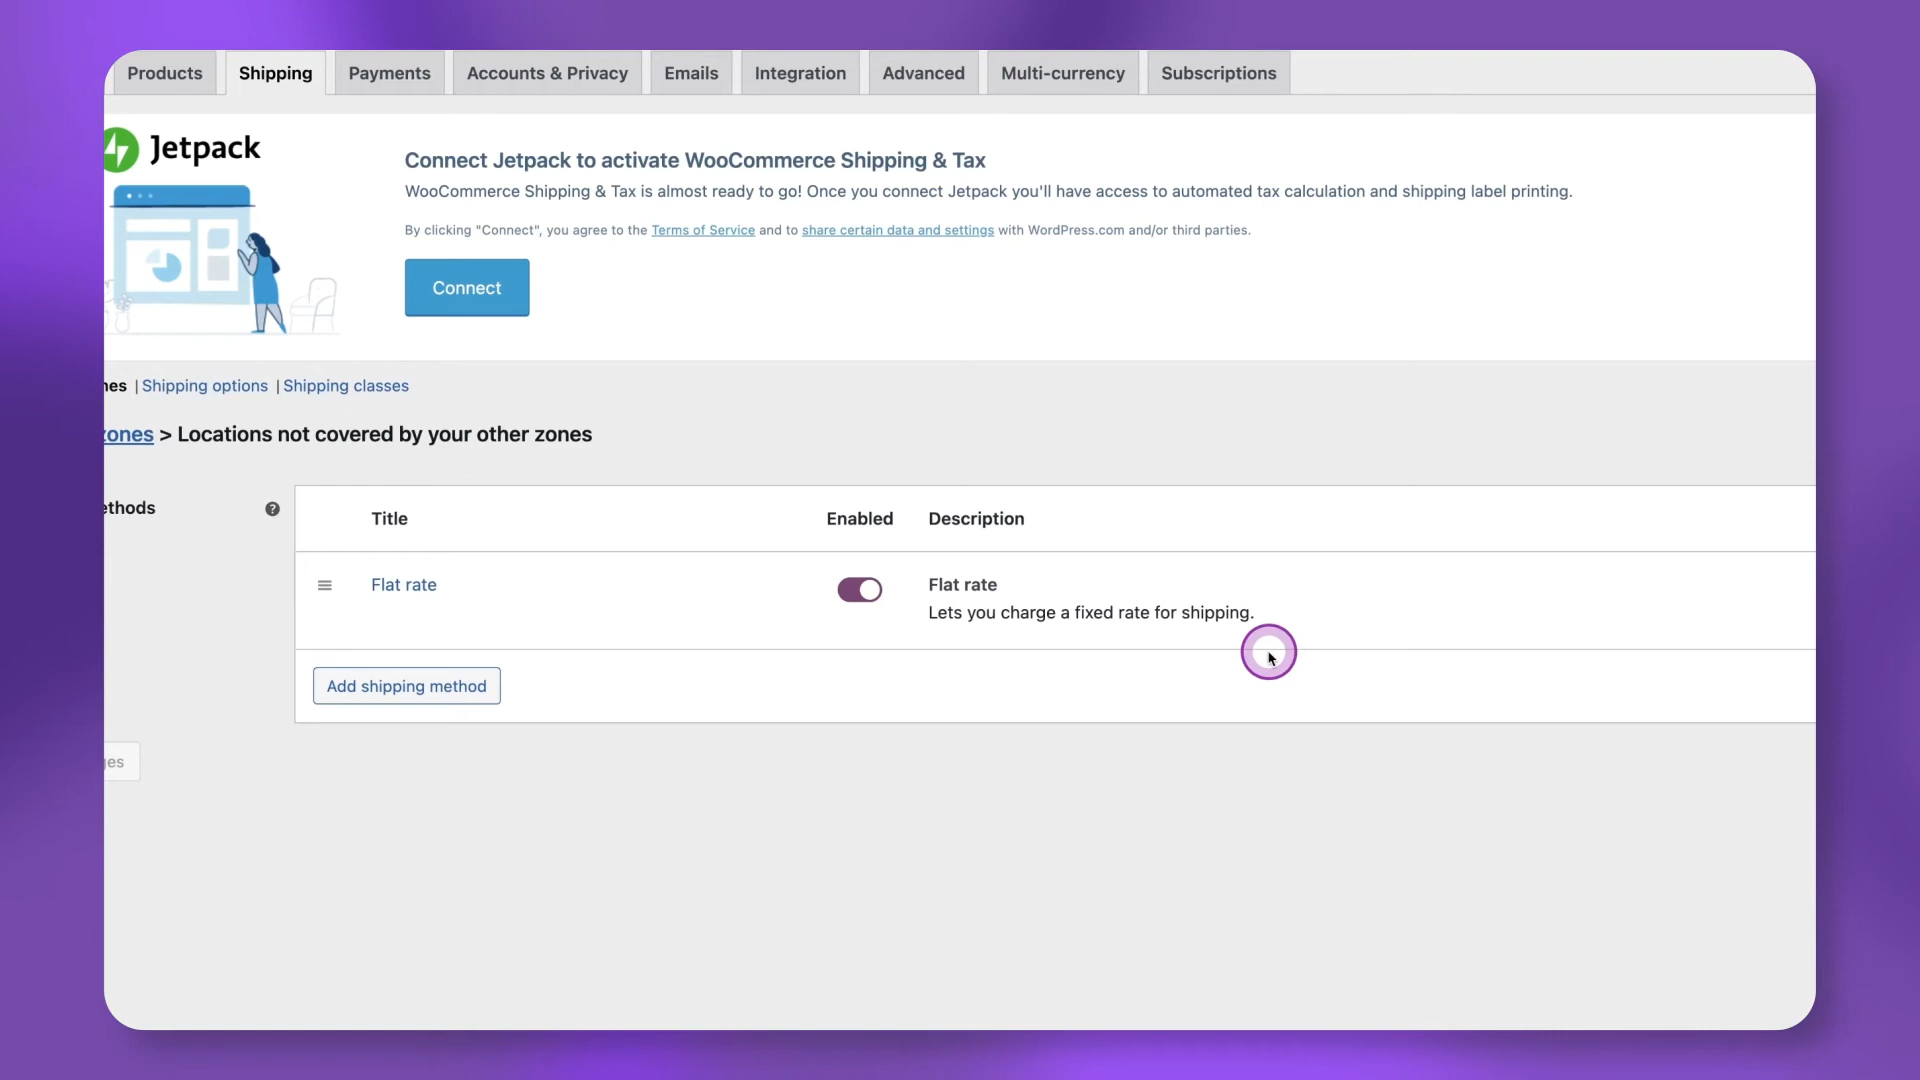 Products Shipping Payments Accounts & Privacy Emails Integration Advanced Multi-currency Subscriptions
Jetpack
Connect Jetpack to activate WooCommerce Shipping & Tax
WooCommerce Shipping & Tax is almost ready to go! Once you connect Jetpack you'll have access to automated tax calculation and shipping label printing.
By clicking "Connect", you agree to the Terms of Service and to share certain data and settings with WordPress.com and/or third parties.
Connect
nes | Shipping options | Shipping classes
zones > Locations not covered by your other zones
ethods ?
Title Enabled Description
Flat rate Flat rate
Lets you charge a fixed rate for shipping.
Add shipping method
ges